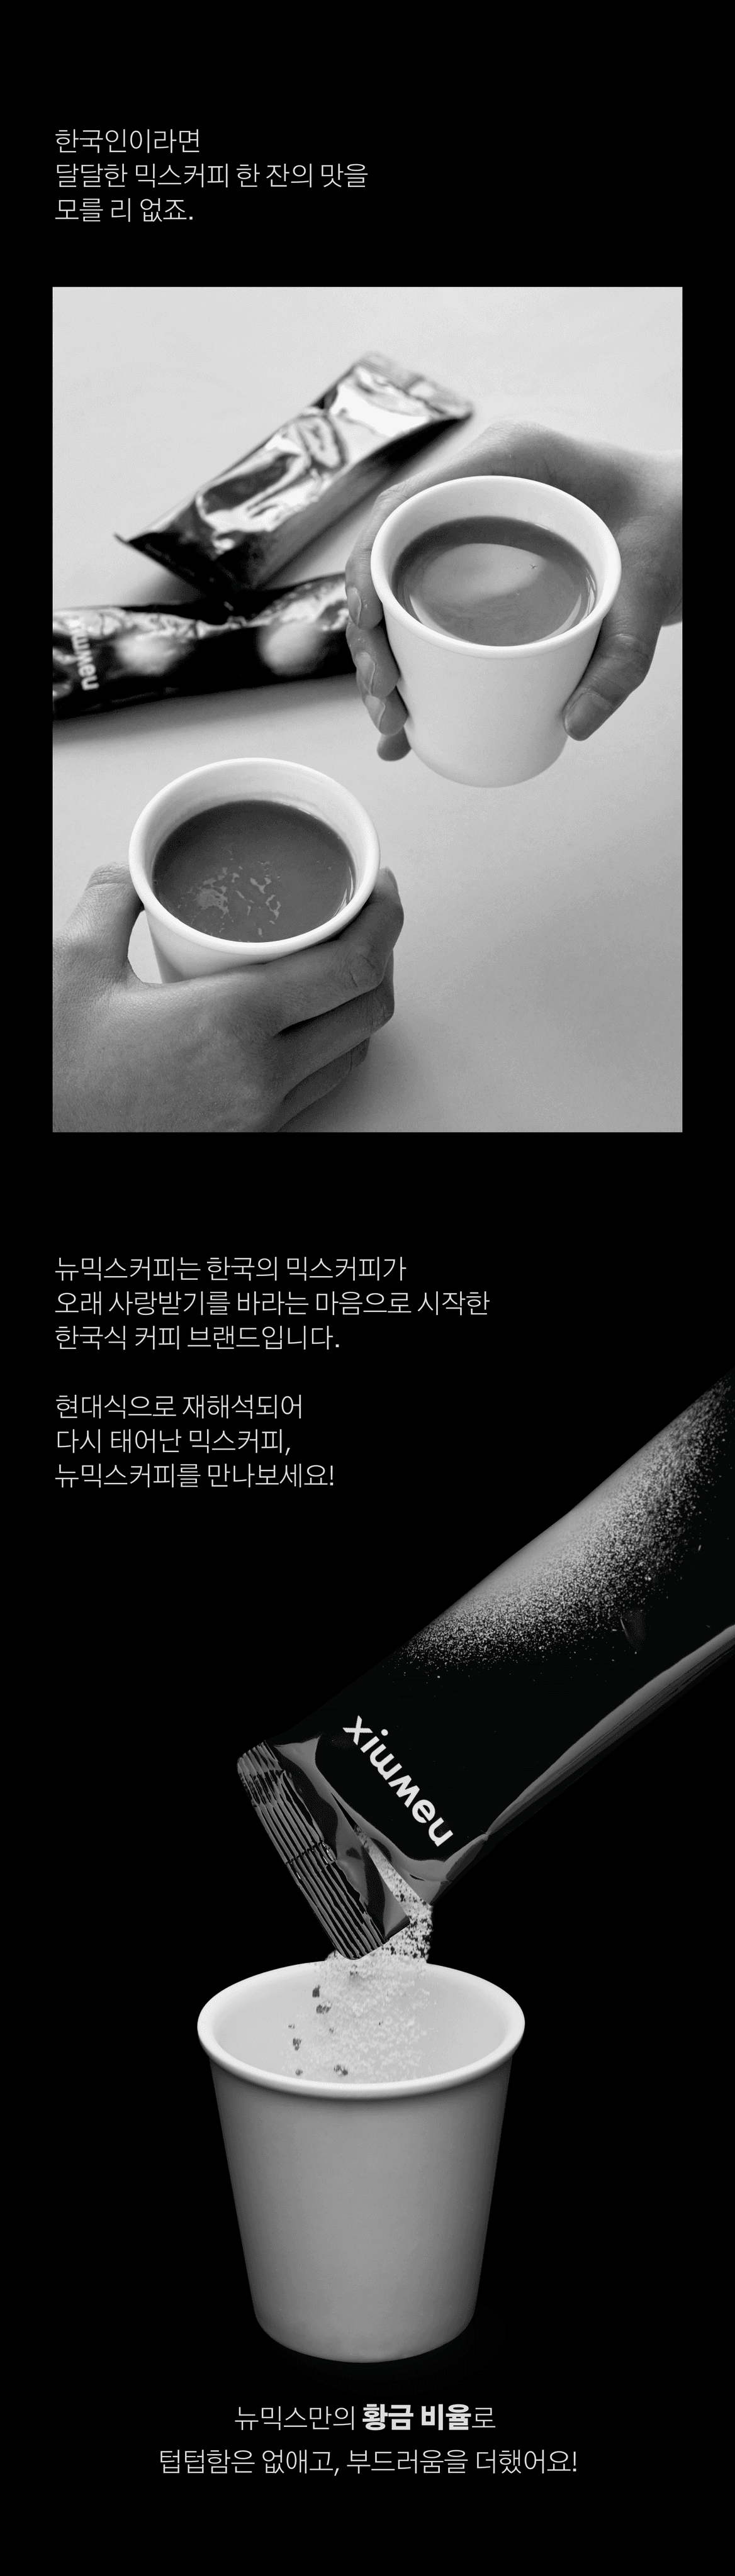 한국인이라면
달달한 믹스커피 한 잔의 맛을
모를 리 없죠.
뉴믹스커피는 한국의 믹스커피가
오래 사랑받기를 바라는 마음으로 시작한
한국식 커피 브랜드입니다.
현대식으로 재해석되어
다시 태어난 믹스커피,
뉴믹스커피를 만나보세요!
newmix
뉴믹스만의 황금 비율로
텁텁함은 없애고, 부드러움을 더했어요!